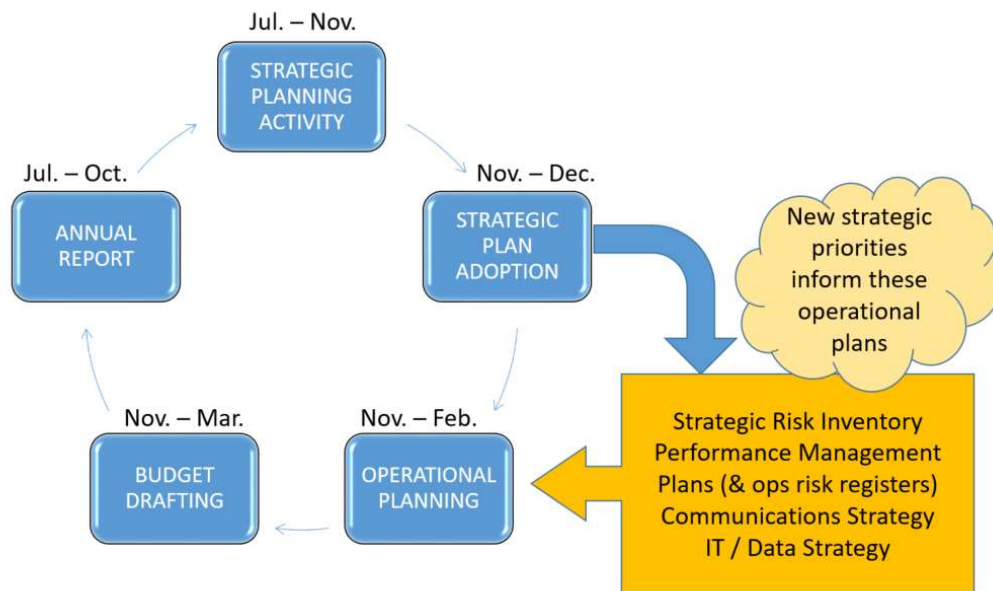 Jul. – Nov.
STRATEGIC
PLANNING
ACTIVITY
Nov. – Dec.
STRATEGIC
PLAN
ADOPTION
New strategic
priorities
inform these
operational
plans
Strategic Risk Inventory
Performance Management
Plans (& ops risk registers)
Communications Strategy
IT / Data Strategy
Nov. – Feb.
OPERATIONAL
PLANNING
Nov. – Mar.
BUDGET
DRAFTING
Jul. – Oct.
ANNUAL
REPORT